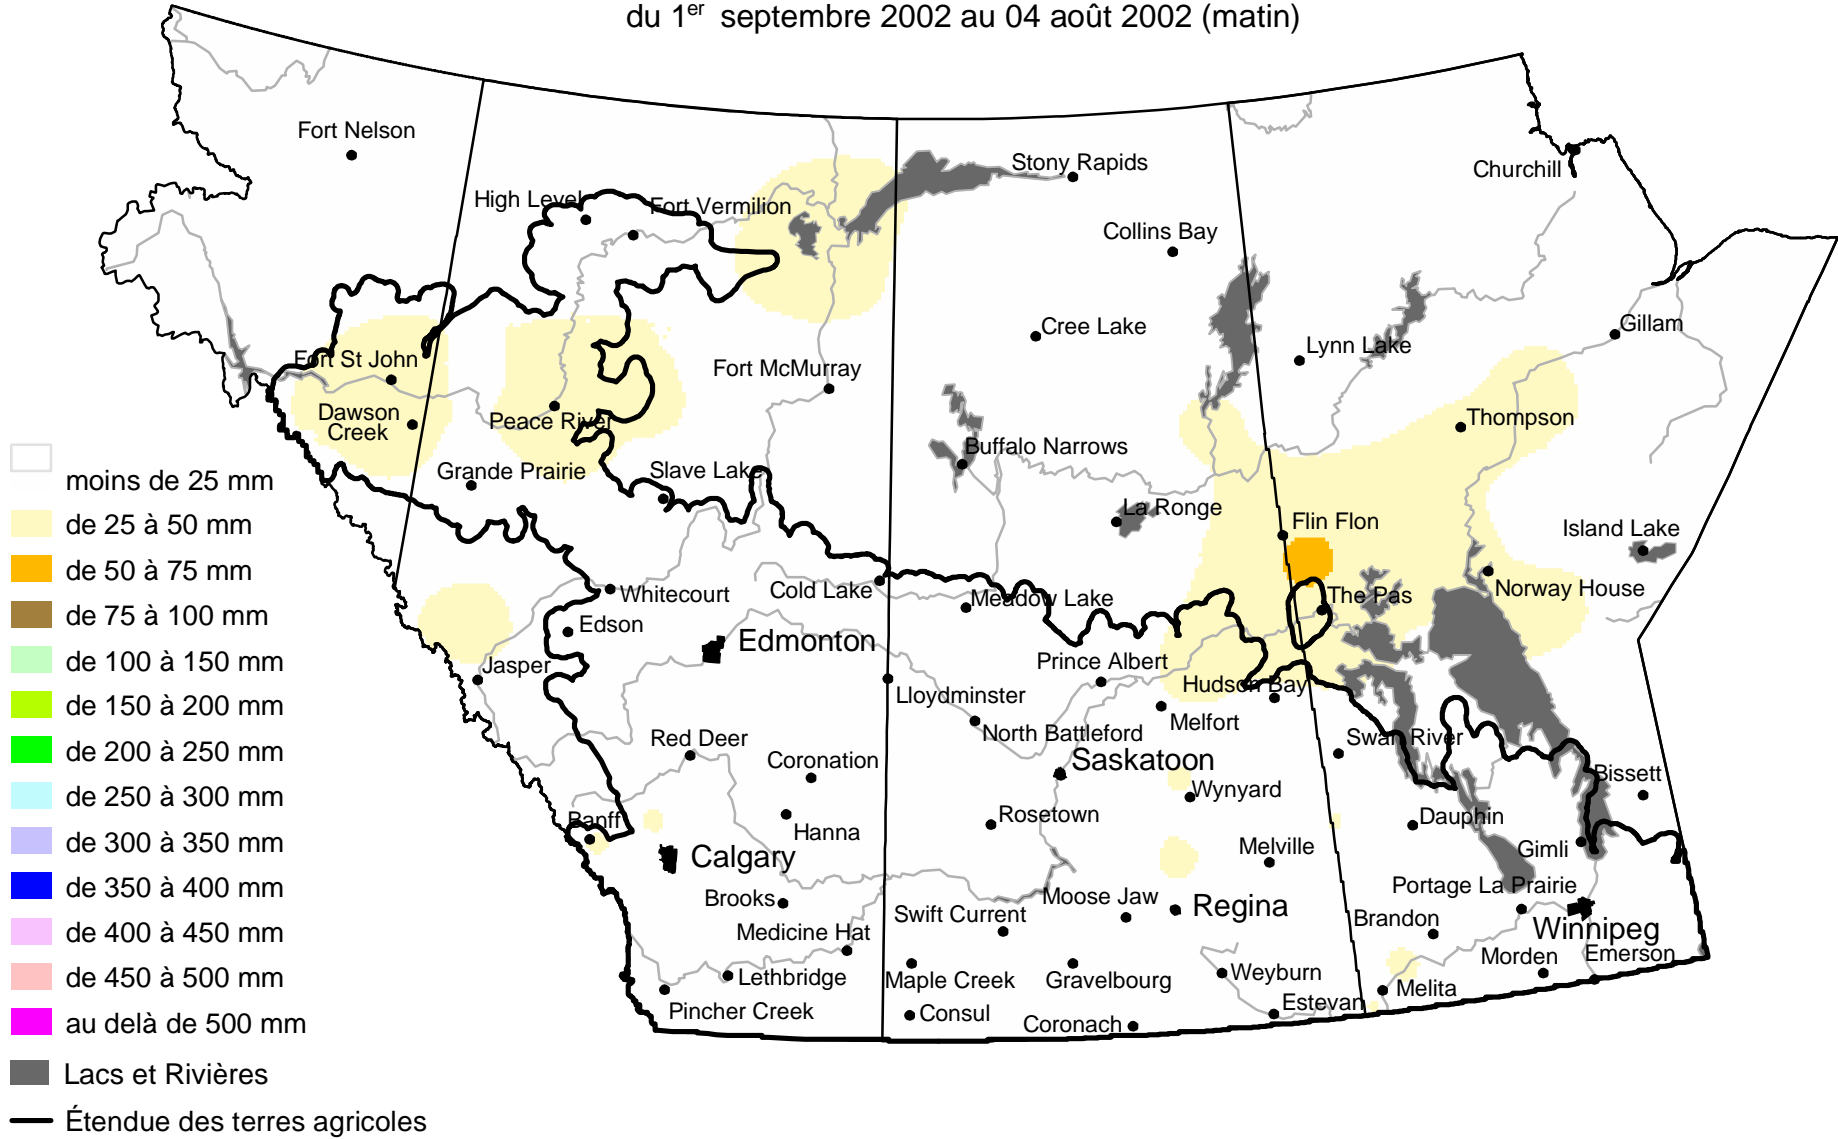 du 1er septembre 2002 au 04 août 2002 (matin)
Fort Nelson
Stony Rapids
Churchill
High Level
Fort Vermilion
Collins Bay
Cree Lake
Gillam
Lynn Lake
Fort St John
Fort McMurray
Dawson
Creek
Peace River
Thompson
Buffalo Narrows
Grande Prairie
Slave Lake
La Ronge
Flin Flon
Island Lake
Whitecourt
Cold Lake
Meadow Lake
The Pas
Norway House
Edson
Edmonton
Jasper
Prince Albert
Hudson Bay
Lloydminster
Melfort
North Battleford
Red Deer
Swan River
Coronation
Saskatoon
Bissett
Wynyard
Banff
Hanna
Rosetown
Dauphin
Calgary
Melville
Gimli
Brooks
Moose Jaw
Portage La Prairie
Swift Current
Regina
Brandon
Winnipeg
Medicine Hat
Emerson
Morden
Lethbridge
Maple Creek
Gravelbourg
Weyburn
Melita
Pincher Creek
Consul
Coronach
Estevan
moins de 25 mm
de 25 à 50 mm
de 50 à 75 mm
de 75 à 100 mm
de 100 à 150 mm
de 150 à 200 mm
de 200 à 250 mm
de 250 à 300 mm
de 300 à 350 mm
de 350 à 400 mm
de 400 à 450 mm
de 450 à 500 mm
au delà de 500 mm
Lacs et Rivières
Étendue des terres agricoles